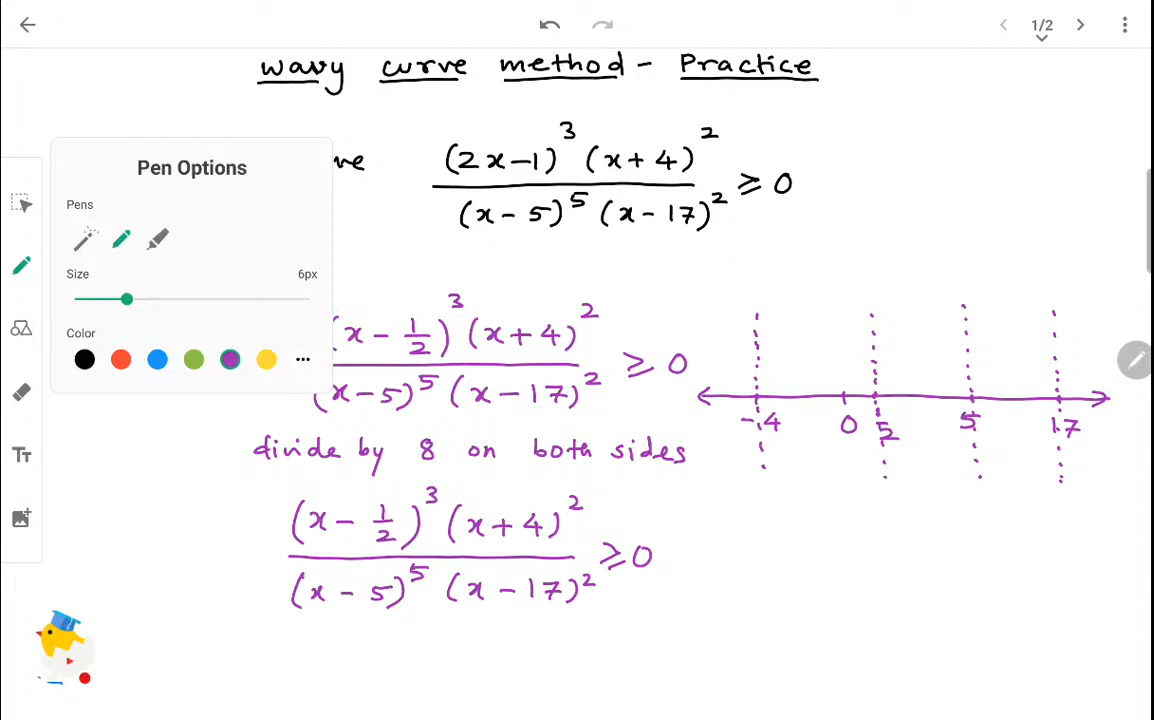 1/2
wavy curve method - Practice
Pen Options
ve (2x-1)^3 (x+4)^2 / (x-5)^5 (x-17)^2 ≥ 0
Pens
Size 6px
Color
(x - 1/2)^3 (x+4)^2 / (x-5)^5 (x-17)^2 ≥ 0
-4 0 5 17
divide by 8 on both sides
(x - 1/2)^3 (x+4)^2 / (x-5)^5 (x-17)^2 ≥ 0
Tт